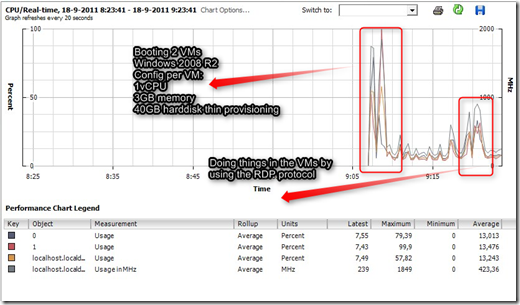 CPU/Real-time, 18-9-2011 8:23:41 - 18-9-2011 9:23:41 Chart Options...
Graph refreshes every 20 seconds
Switch to:
Percent
100
50
0
MHz
2000
1000
0
Booting 2 VMs
Windows 2008 R2
Config per VM:
1vCPU
3GB memory
40GB harddisk thin provisioning
8:25
8:35
8:45
8:55
9:05
9:15
Doing things in the VMs by
using the RDP protocol
Time
Performance Chart Legend
Key Object Measurement Rollup Units Latest Maximum Minimum Average
0 Usage Average Percent 7,55 79,39 0 13,013
1 Usage Average Percent 7,43 99,9 0 13,476
localhost.locald... Usage Average Percent 7,49 57,82 0 13,243
localhost.locald... Usage in MHz Average MHz 239 1849 0 423,36